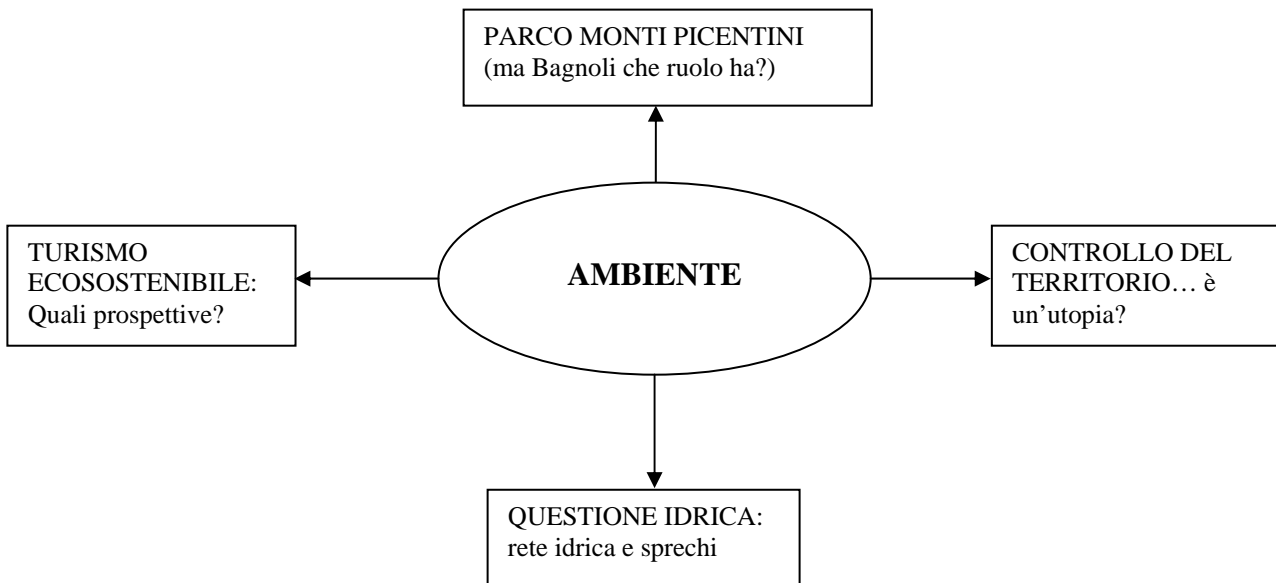 PARCO MONTI PICENTINI
(ma Bagnoli che ruolo ha?)
TURISMO
ECOSOSTENIBILE:
Quali prospettive?
AMBIENTE
CONTROLLO DEL
TERRITORIO… è
un’utopia?
QUESTIONE IDRICA:
rete idrica e sprechi